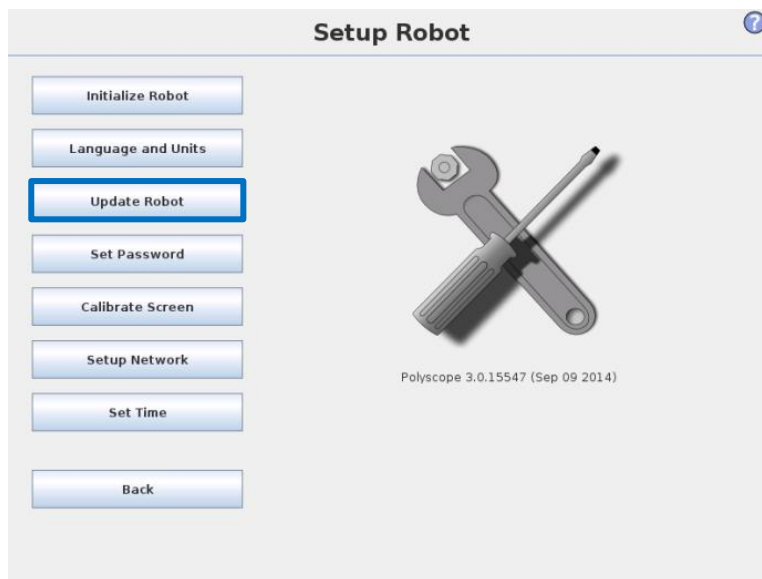 Setup Robot
?
Initialize Robot
Language and Units
Update Robot
Set Password
Calibrate Screen
Setup Network
Polyscope 3.0.15547 (Sep 09 2014)
Set Time
Back